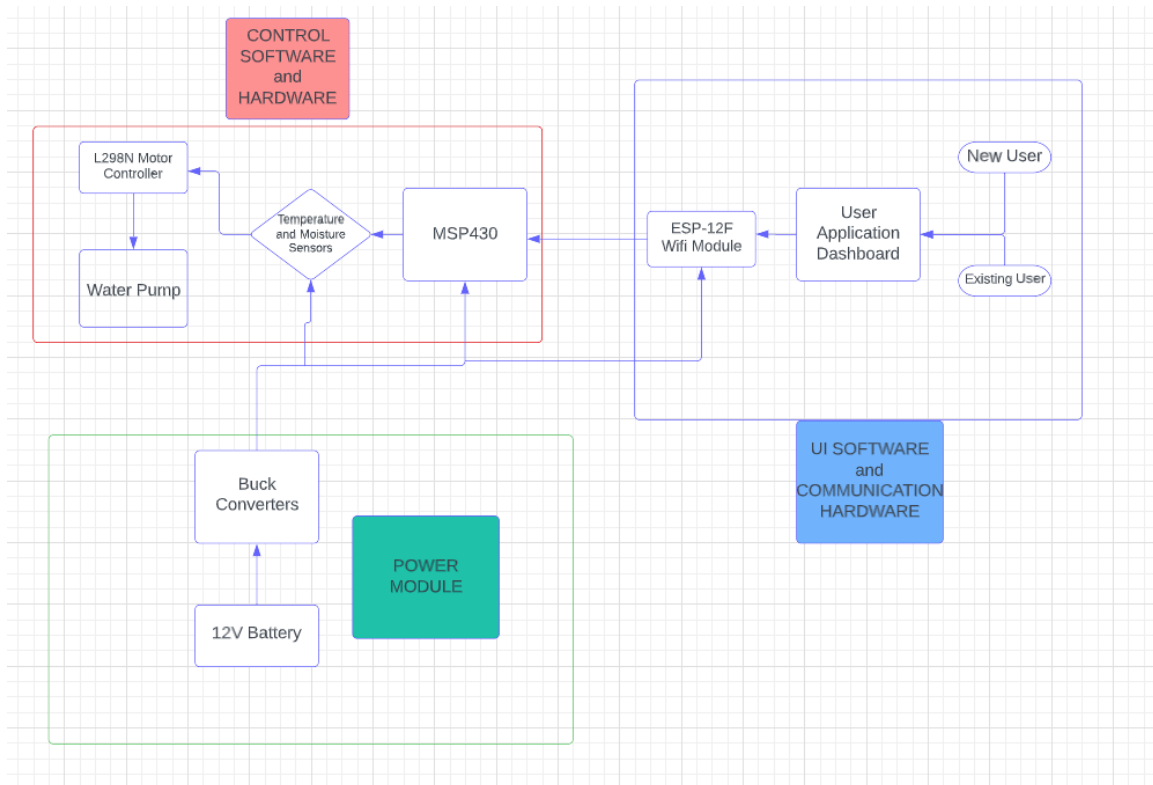 CONTROL
SOFTWARE
and
HARDWARE
L298N Motor
Controller
Temperature
and Moisture
Sensors
MSP430
Water Pump
ESP-12F
Wifi Module
User
Application
Dashboard
New User
Existing User
UI SOFTWARE
and
COMMUNICATION
HARDWARE
Buck
Converters
POWER
MODULE
12V Battery